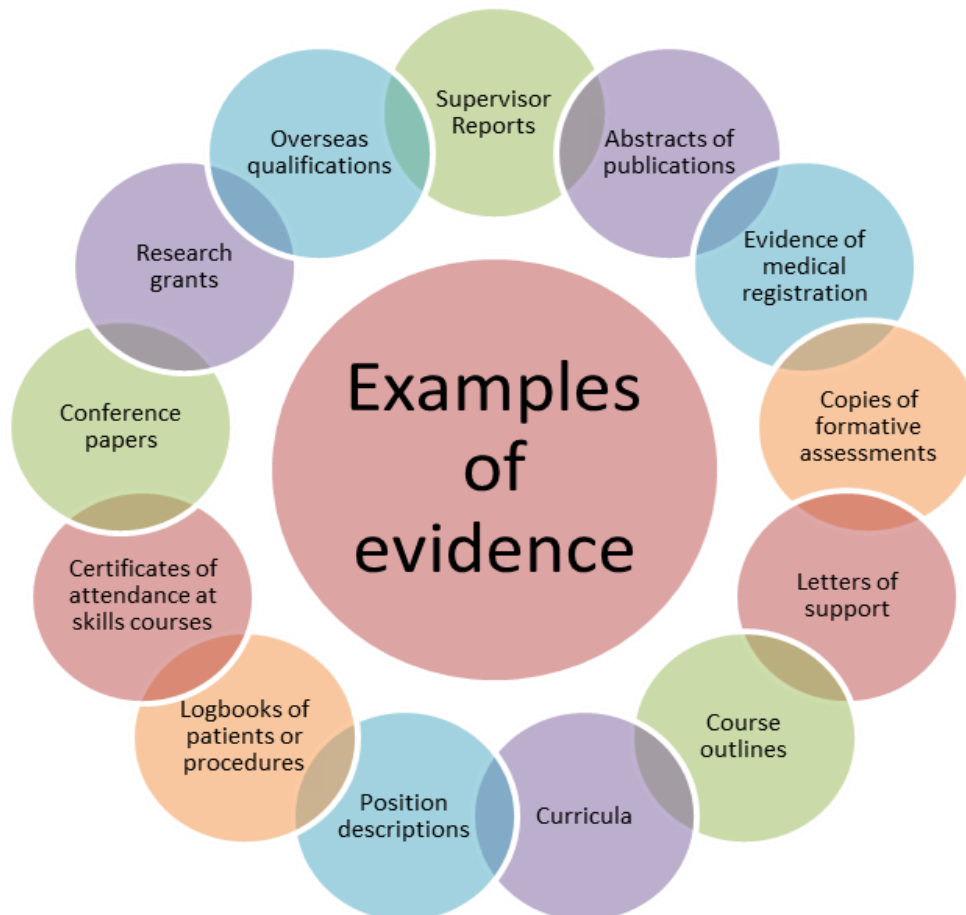 Examples
of
evidence
Supervisor
Reports
Abstracts of
publications
Evidence of
medical
registration
Copies of
formative
assessments
Letters of
support
Course
outlines
Curricula
Position
descriptions
Logbooks of
patients or
procedures
Certificates of
attendance at
skills courses
Conference
papers
Research
grants
Overseas
qualifications